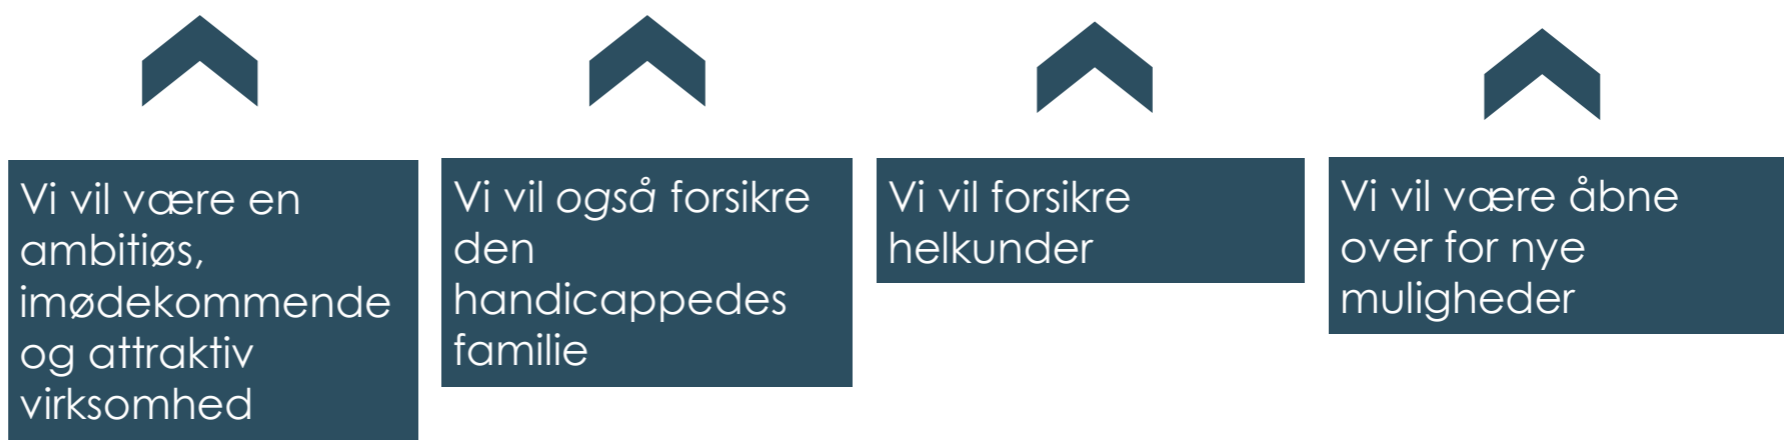 Vi vil være en
ambitiøs,
imødekommende
og attraktiv
virksomhed
Vi vil også forsikre
den
handicappedes
familie
Vi vil forsikre
helkunder
Vi vil være åbne
over for nye
muligheder